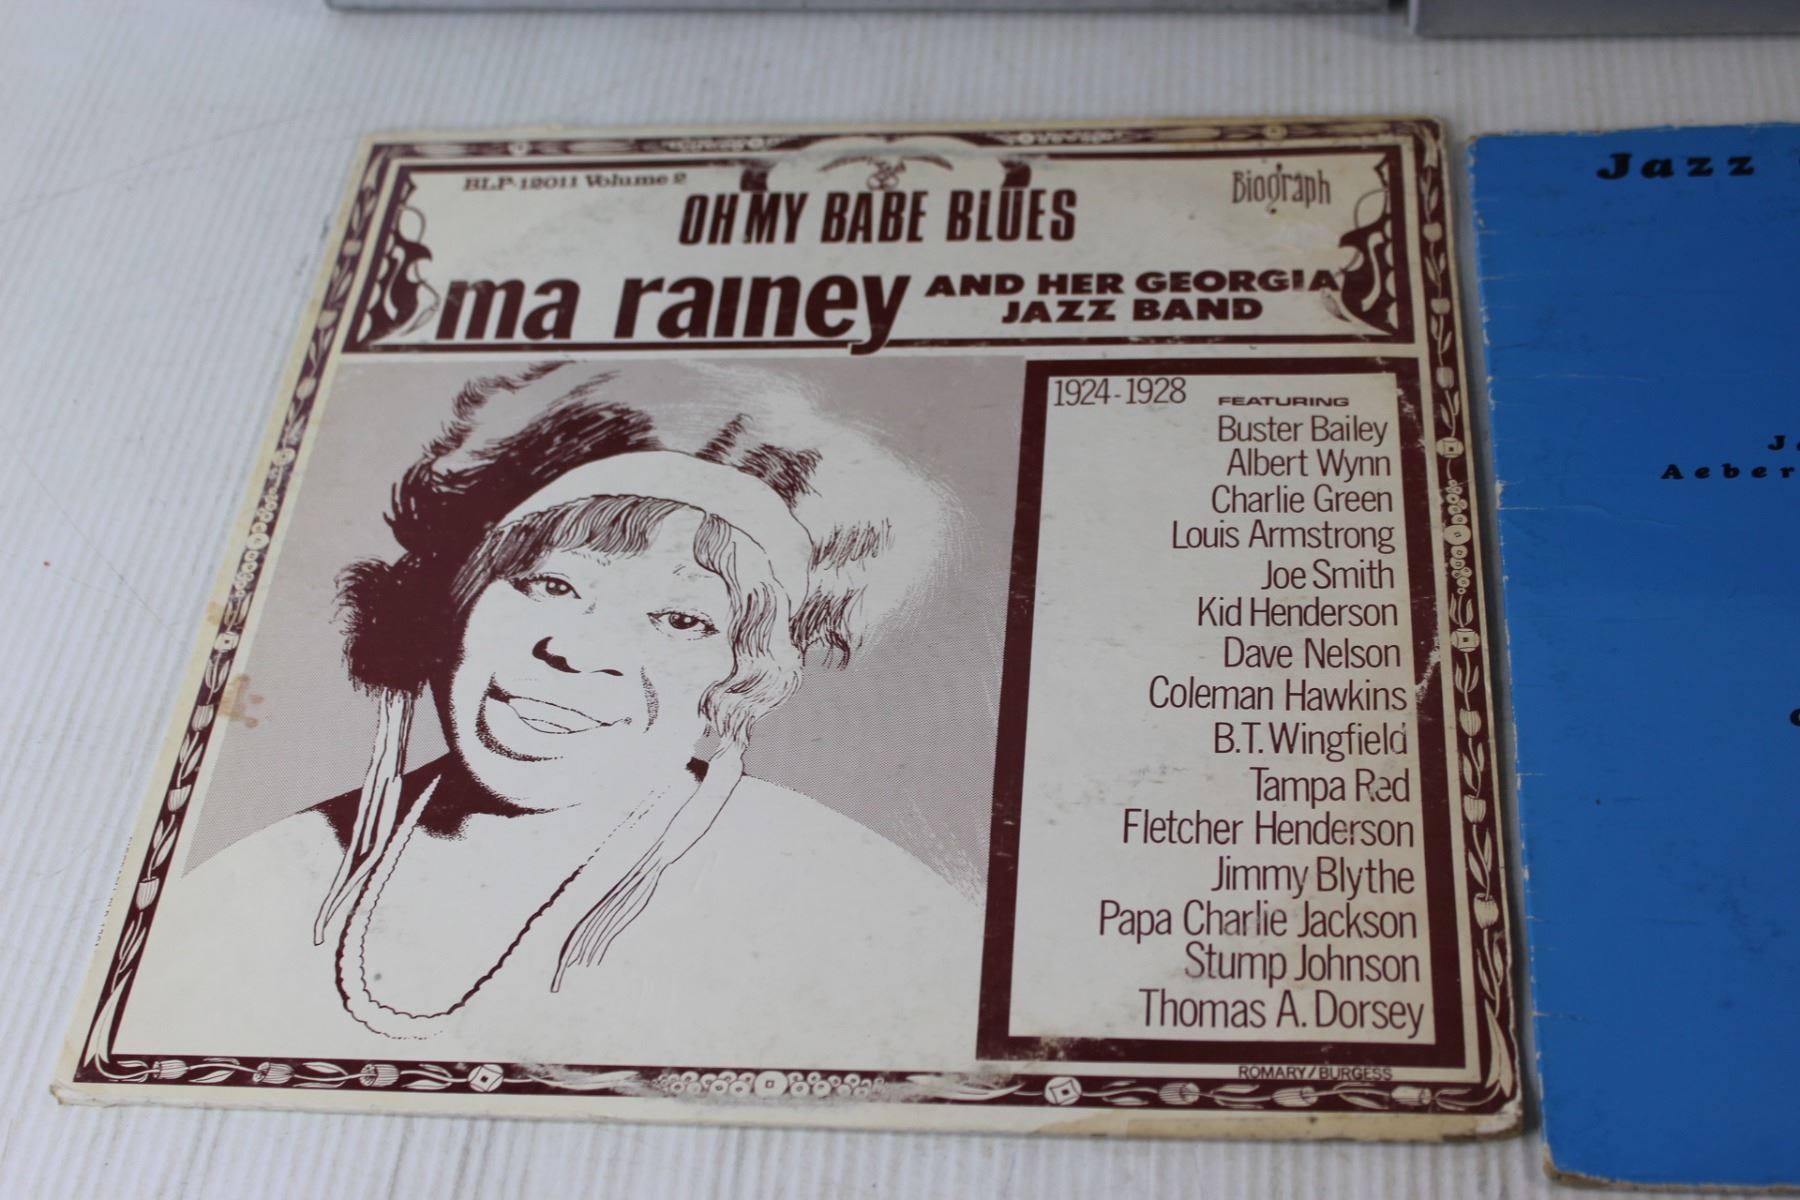 BLP-12011 Volume 2
Biograph
OH MY BABE BLUES
ma rainey AND HER GEORGIA
JAZZ BAND
1924-1928 FEATURING
Buster Bailey
Albert Wynn
Charlie Green
Louis Armstrong
Joe Smith
Kid Henderson
Dave Nelson
Coleman Hawkins
B.T. Wingfield
Tampa Red
Fletcher Henderson
Jimmy Blythe
Papa Charlie Jackson
Stump Johnson
Thomas A. Dorsey
ROMARY/BURGESS
Jazz
J
Aeber